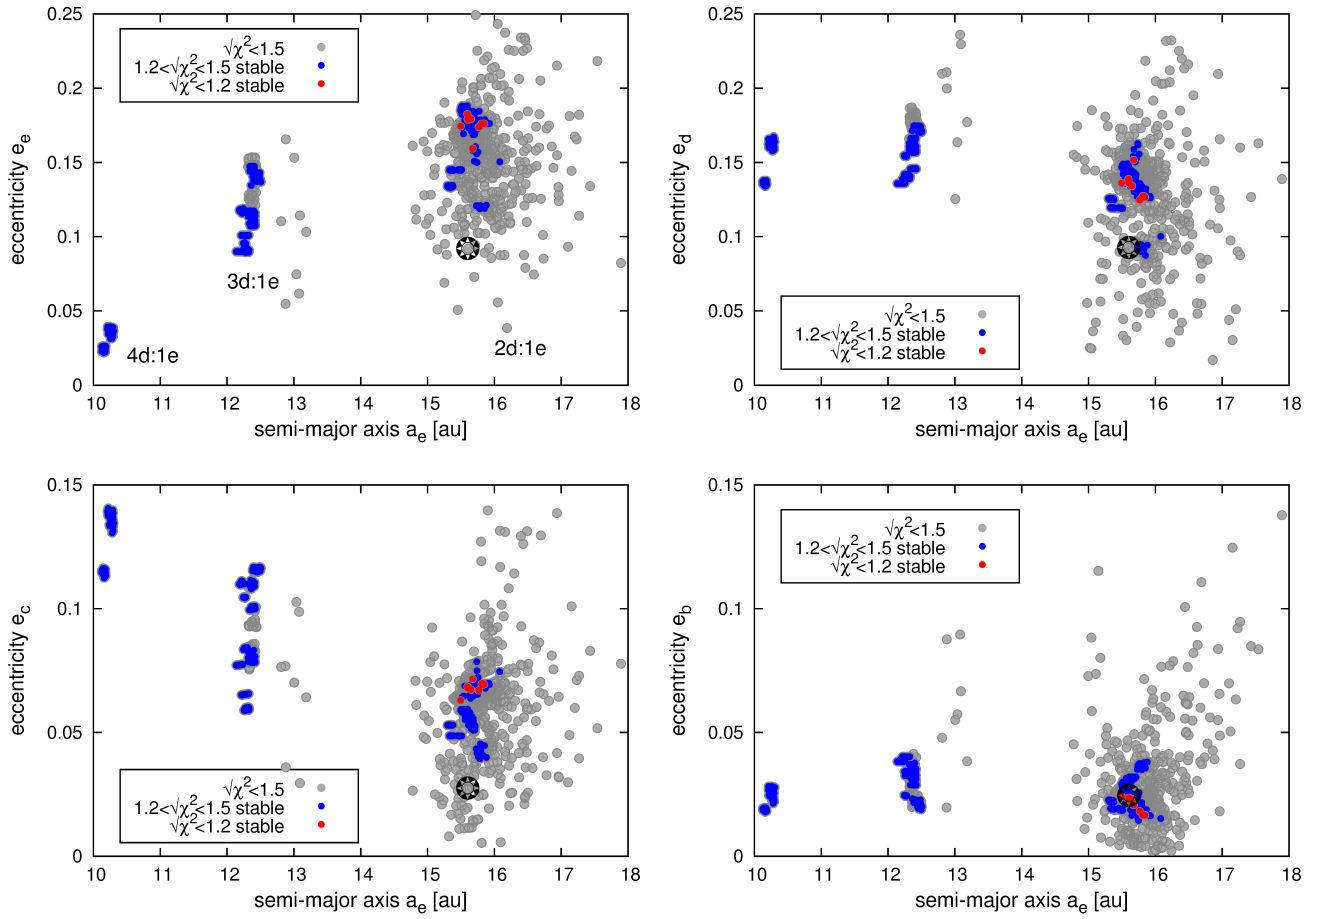 0.25
0.2
0.15
0.1
0.05
0
10 11 12 13 14 15 16 17 18
eccentricity e_e
semi-major axis a_e [au]
√χ²<1.5
1.2<√χ²<1.5 stable
√χ²<1.2 stable
3d:1e
4d:1e
2d:1e
0.25
0.2
0.15
0.1
0.05
0
10 11 12 13 14 15 16 17 18
eccentricity e_d
semi-major axis a_e [au]
√χ²<1.5
1.2<√χ²<1.5 stable
√χ²<1.2 stable
0.15
0.1
0.05
0
10 11 12 13 14 15 16 17 18
eccentricity e_c
semi-major axis a_e [au]
√χ²<1.5
1.2<√χ²<1.5 stable
√χ²<1.2 stable
0.15
0.1
0.05
0
10 11 12 13 14 15 16 17 18
eccentricity e_b
semi-major axis a_e [au]
√χ²<1.5
1.2<√χ²<1.5 stable
√χ²<1.2 stable